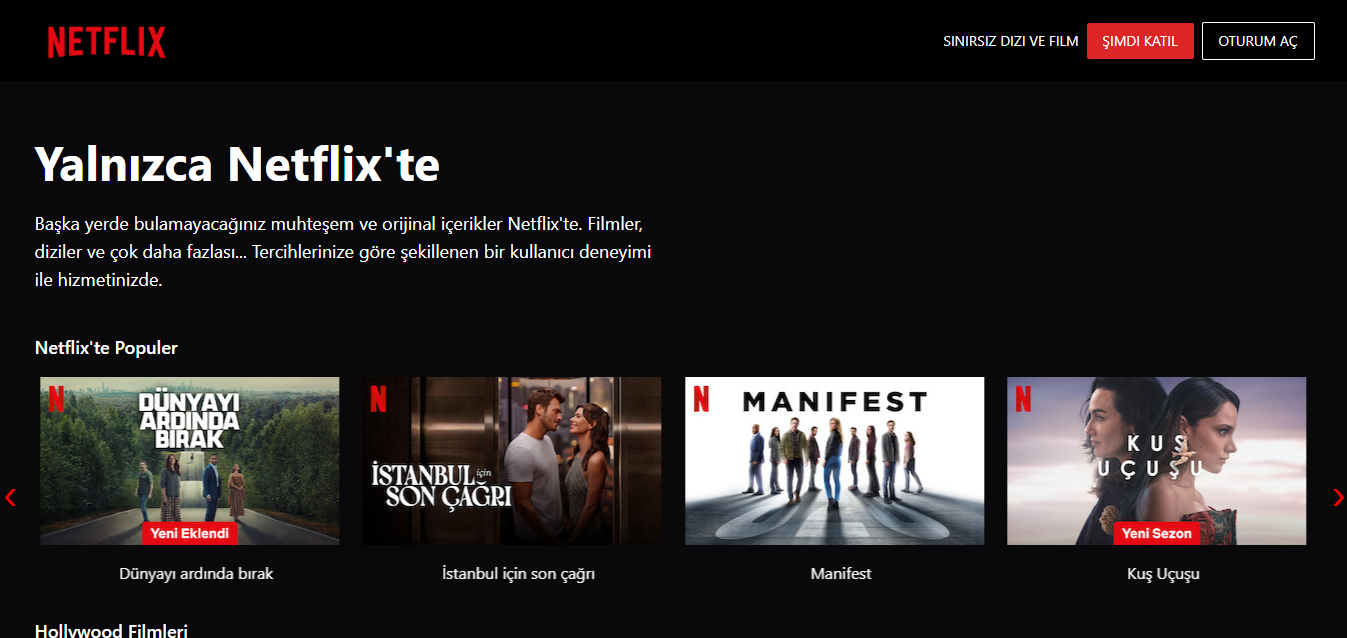 NETFLIX
SINIRSIZ DIZI VE FILM
ŞIMDI KATIL
OTURUM AÇ
Yalnızca Netflix'te
Başka yerde bulamayacağınız muhteşem ve orijinal içerikler Netflix'te. Filmler,
diziler ve çok daha fazlası... Tercihlerinize göre şekillenen bir kullanıcı deneyimi
ile hizmetinizde.
Netflix'te Populer
N
DÜNYAYI
ARDINDA
BIRAK
Yeni Eklendi
N
İSTANBUL için
SON ÇAĞRI
N
MANIFEST
N
KUŞ
UÇUŞU
Yeni Sezon
Dünyayı ardında bırak
İstanbul için son çağrı
Manifest
Kuş Uçuşu
Hollywood Filmleri